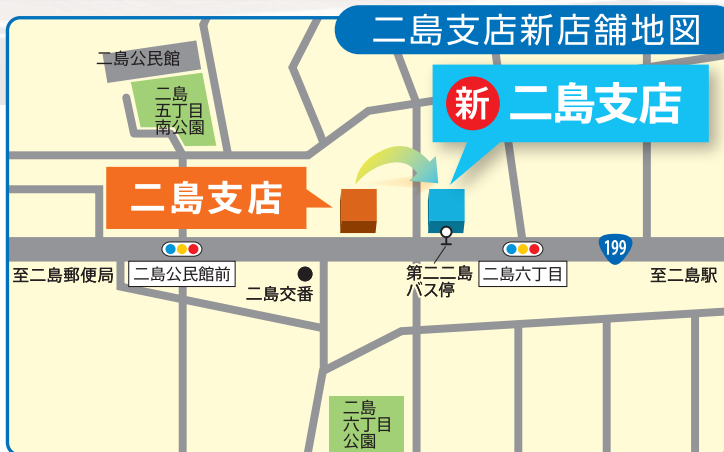 二島支店新店舗地図
二島公民館
二島
五丁目
南公園
新 二島支店
二島支店
199
至二島郵便局
二島公民館前
二島交番
第二二島
バス停
二島六丁目
至二島駅
二島
六丁目
公園